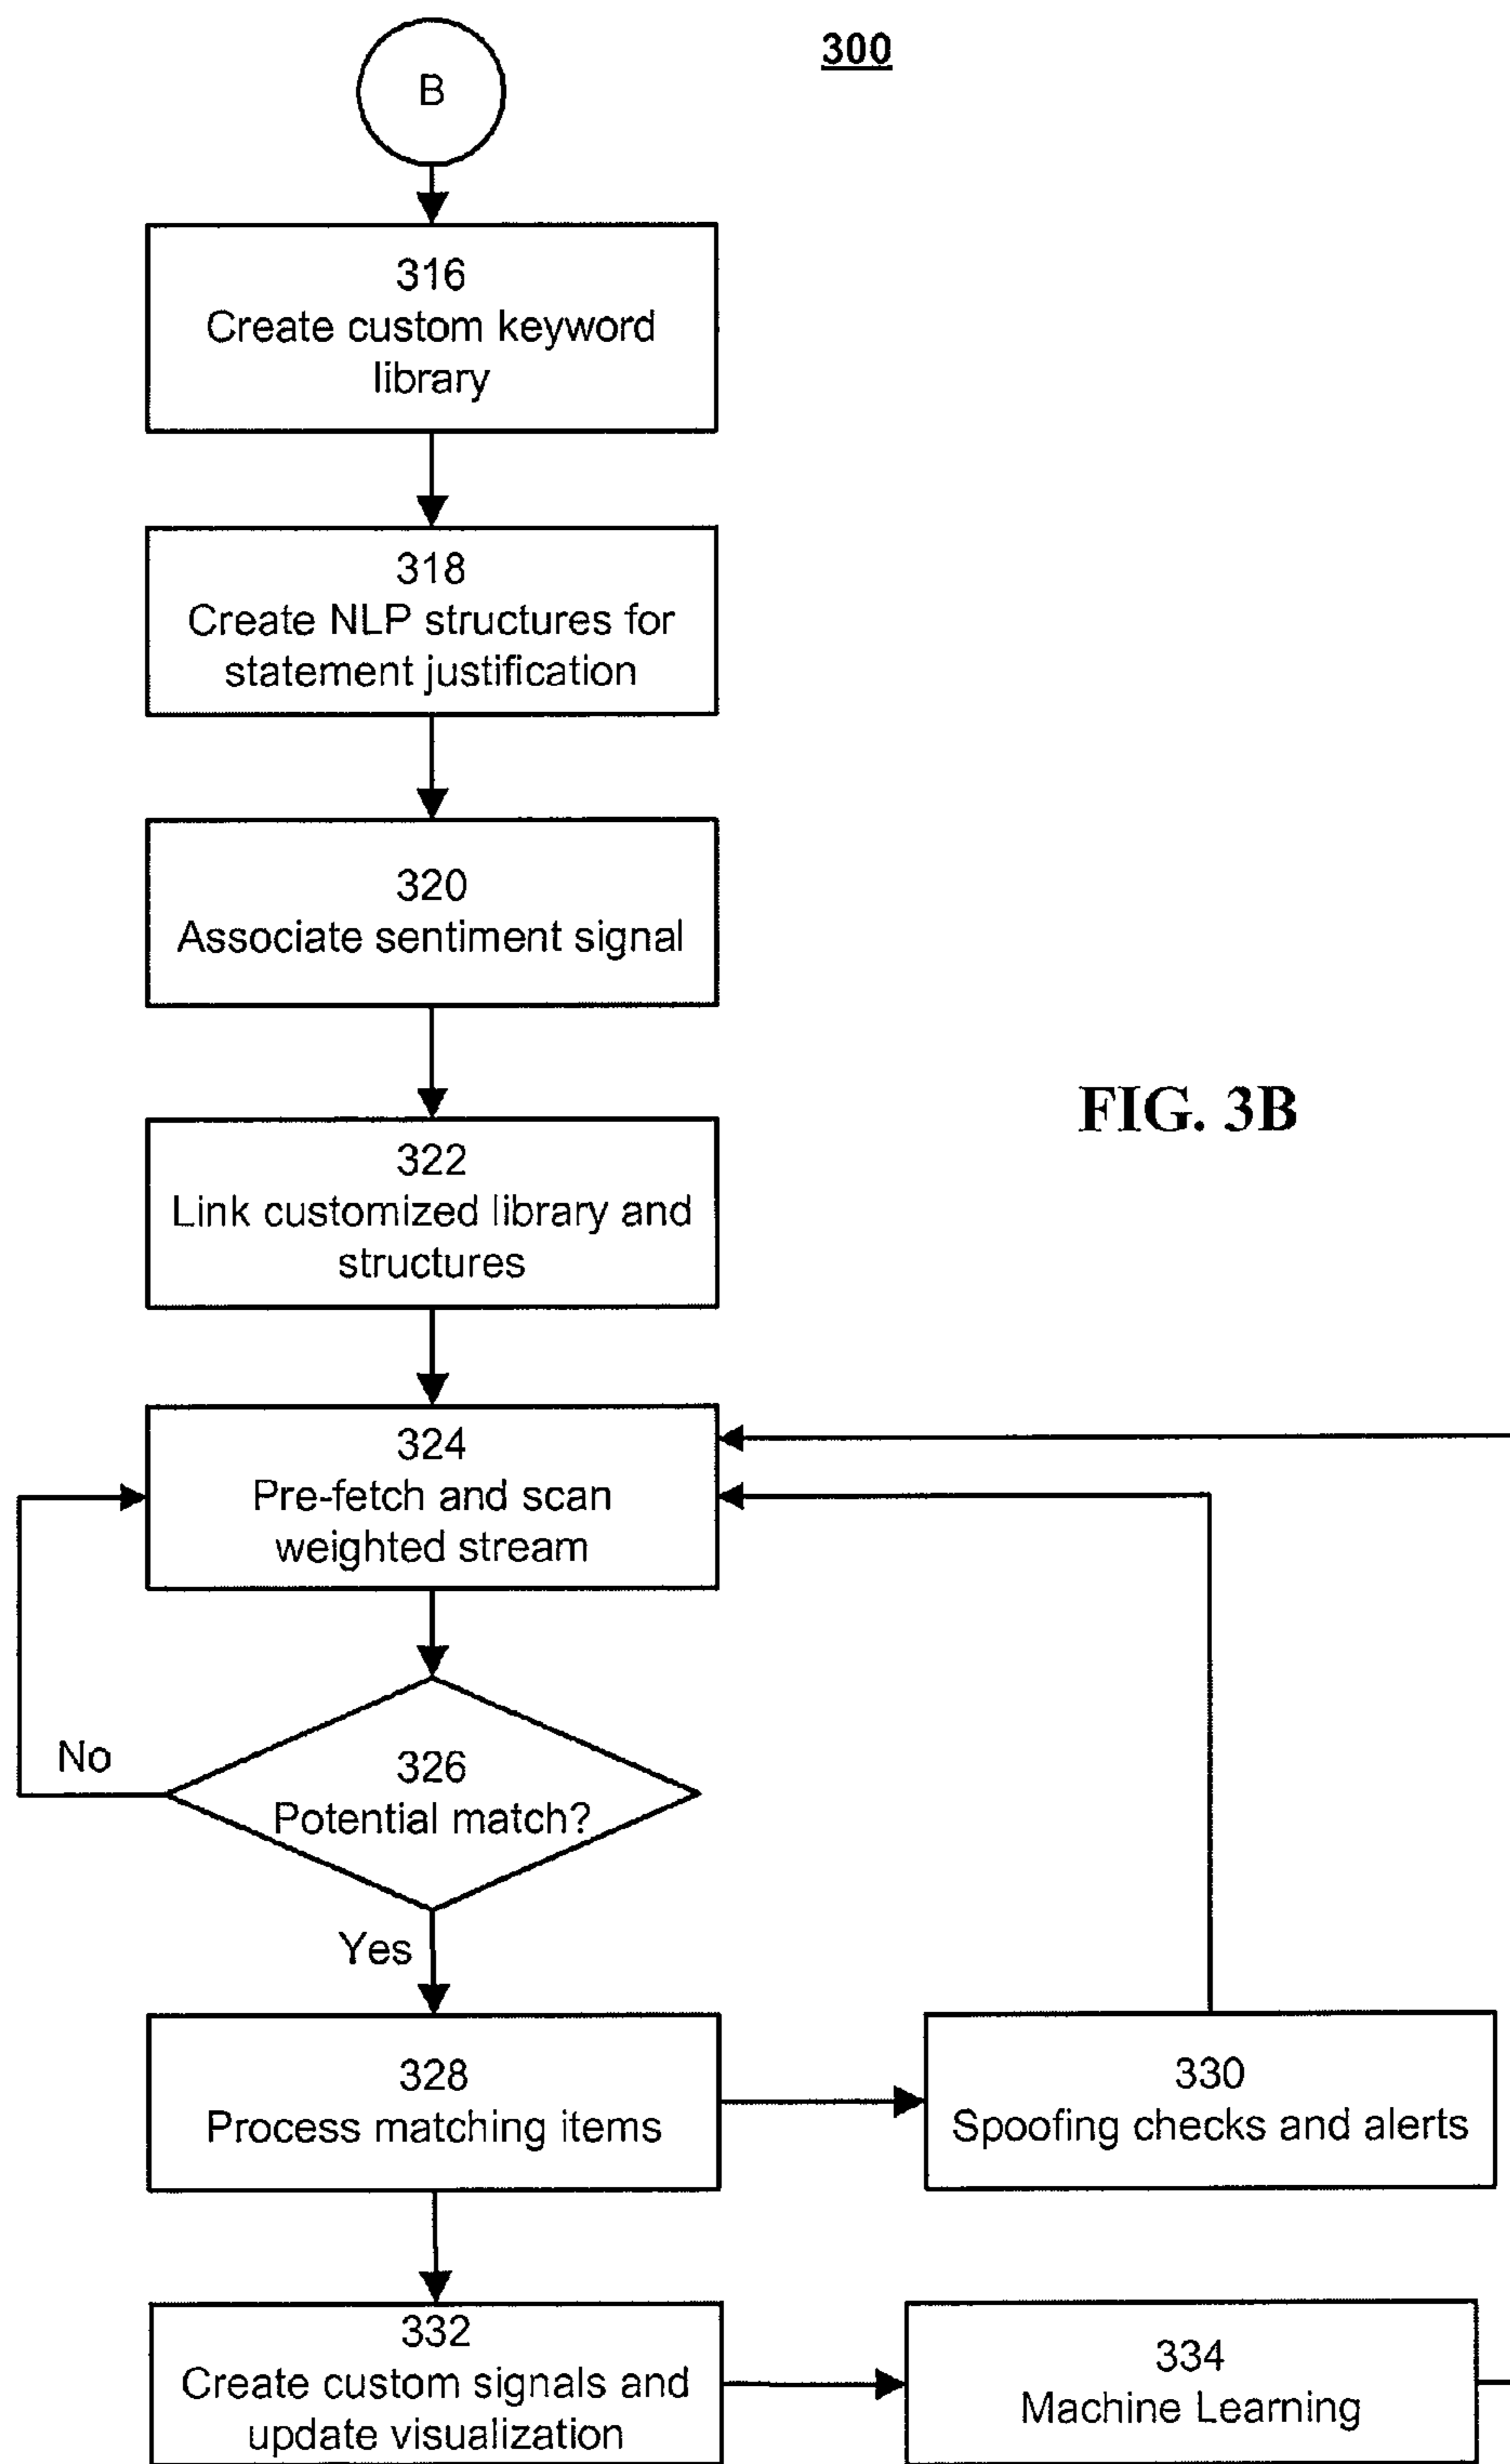 300
B
316
Create custom keyword
library
318
Create NLP structures for
statement justification
320
Associate sentiment signal
FIG. 3B
322
Link customized library and
structures
324
Pre-fetch and scan
weighted stream
No
326
Potential match?
Yes
328
Process matching items
330
Spoofing checks and alerts
332
Create custom signals and
update visualization
334
Machine Learning